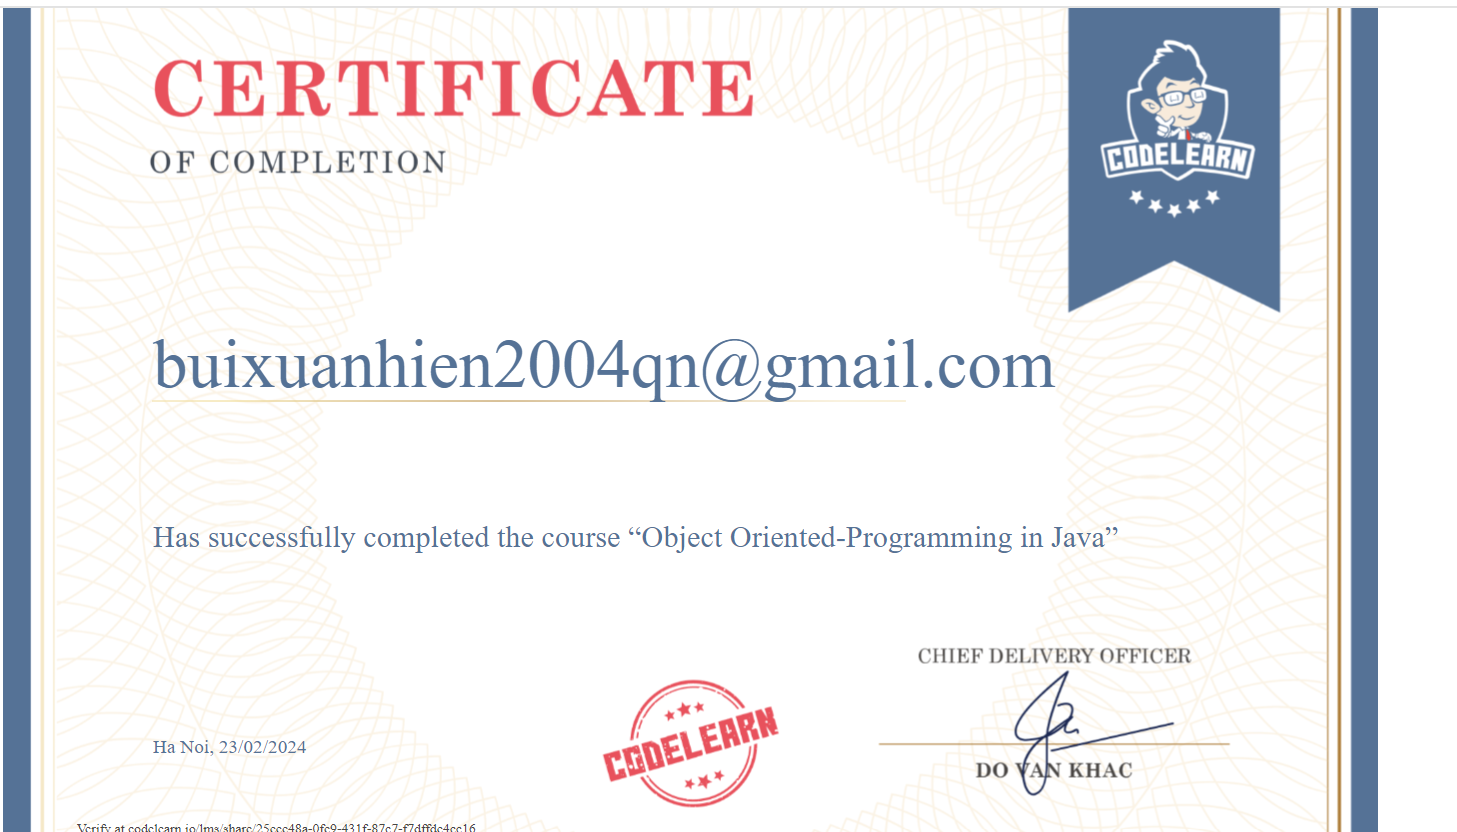 CERTIFICATE
OF COMPLETION
CODELEARN
buixuanhien2004qn@gmail.com
Has successfully completed the course “Object Oriented-Programming in Java”
CHIEF DELIVERY OFFICER
CODELEARN
Ha Noi, 23/02/2024
DO VAN KHAC
Verify at codelearn.io/lms/share/25ccc48a-0fc9-431f-87c7-f7dffdc4cc16